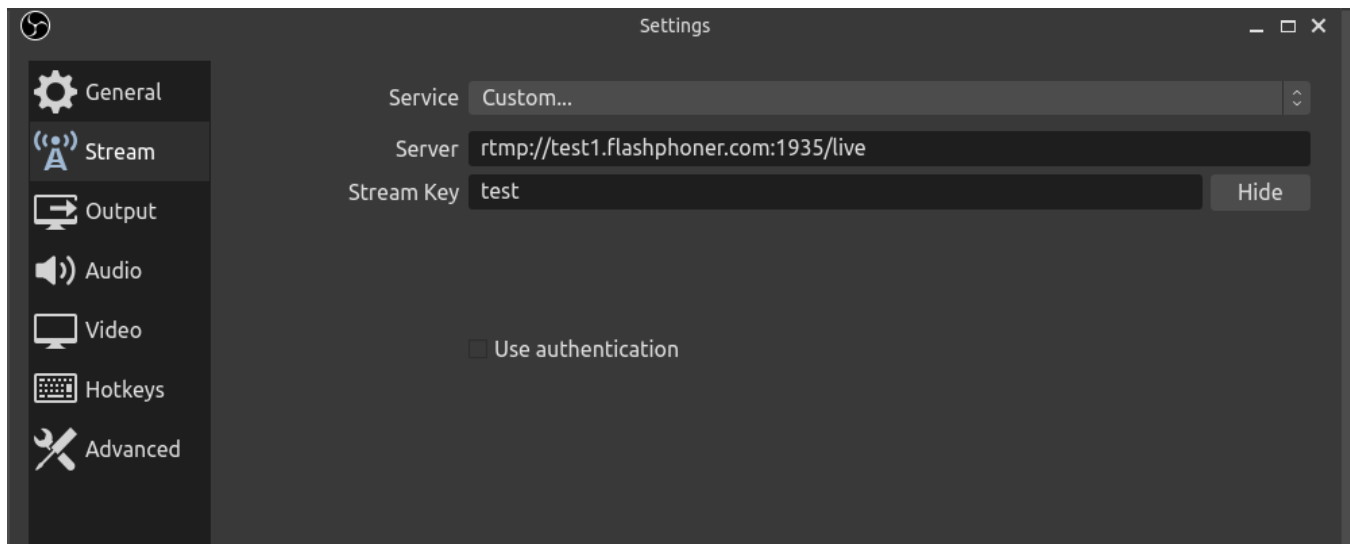 Settings
General
Stream
Output
Audio
Video
Hotkeys
Advanced
Service Custom...
Server rtmp://test1.flashphoner.com:1935/live
Stream Key test Hide
Use authentication